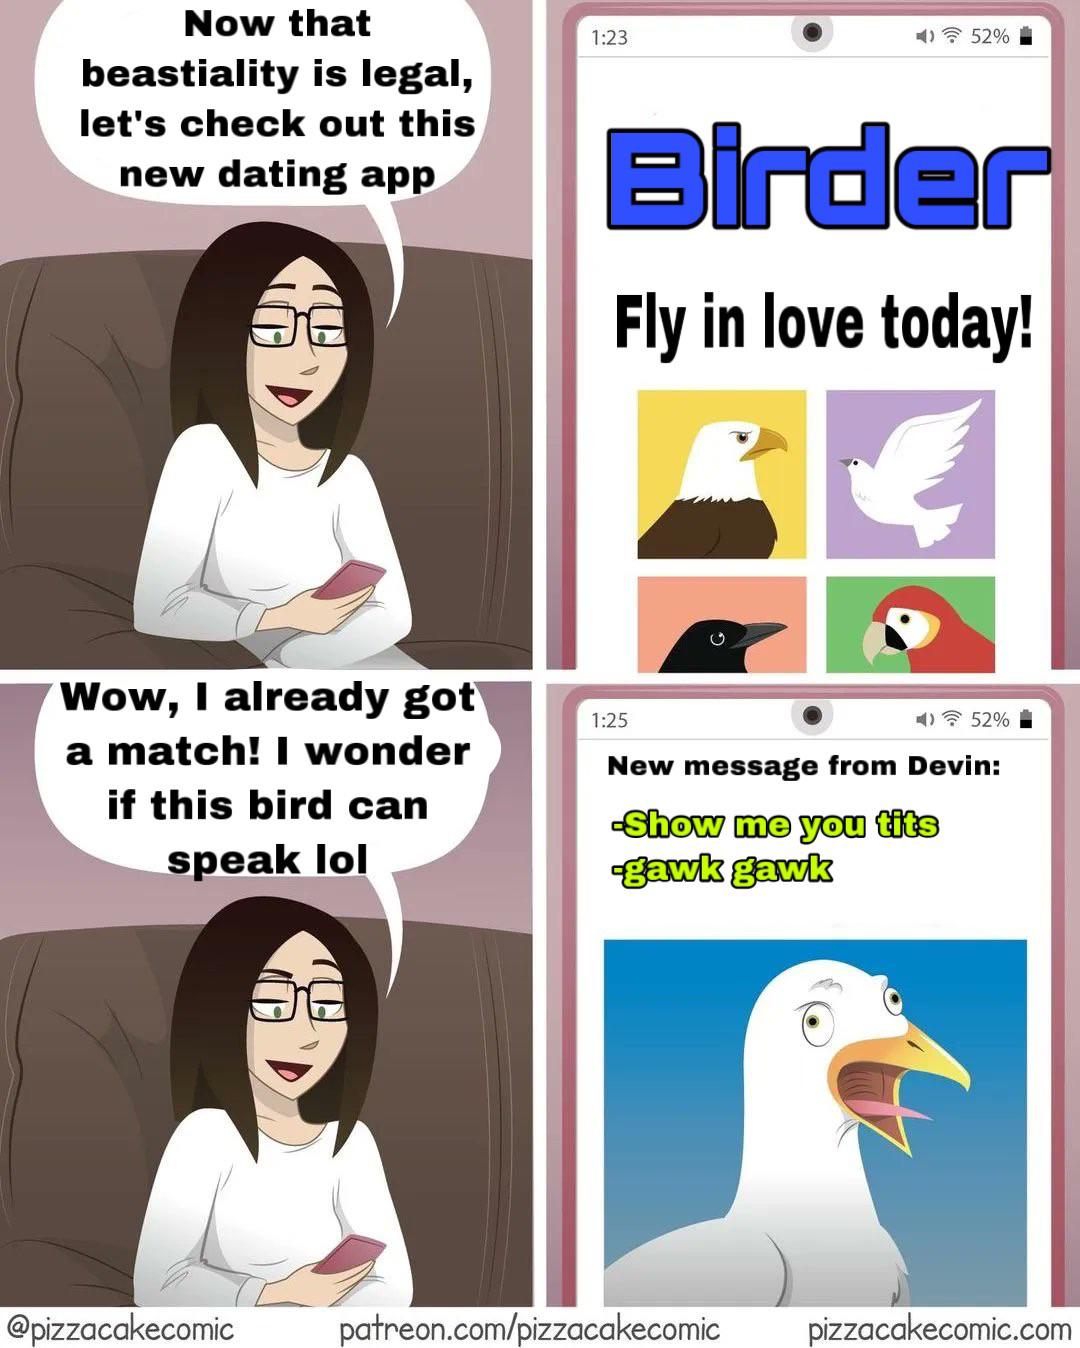 Now that
beastiality is legal,
let's check out this
new dating app
1:23
52%
Birder
Fly in love today!
Wow, I already got
a match! I wonder
if this bird can
speak lol
1:25
52%
New message from Devin:
-Show me you tits
-gawk gawk
@pizzacakecomic
patreon.com/pizzacakecomic
pizzacakecomic.com